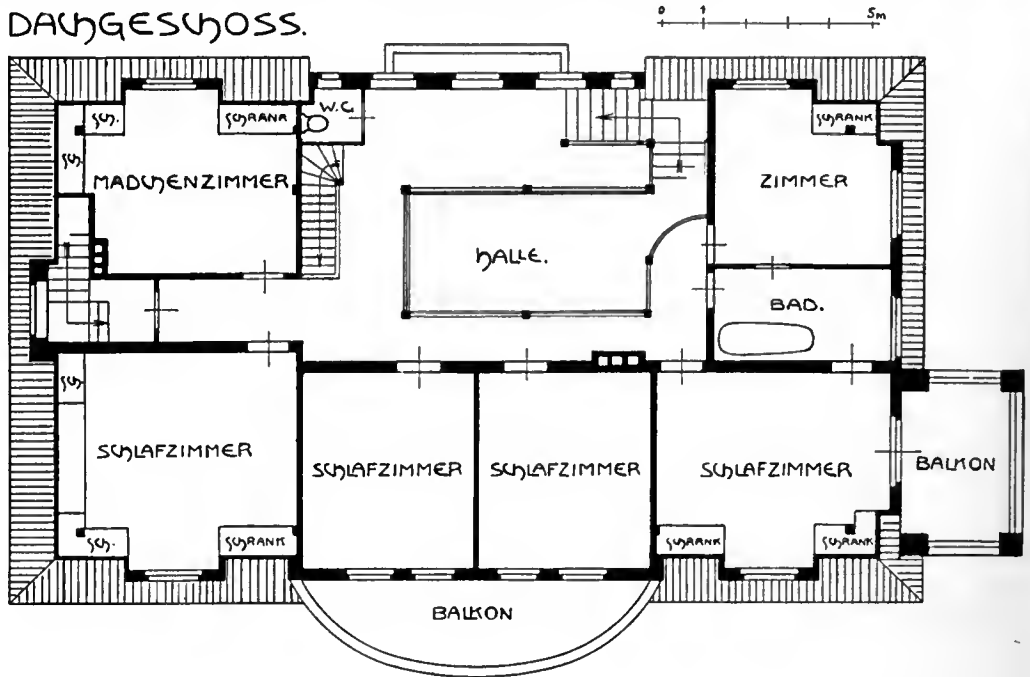 DACHGESCHOSS.
0 1 5m
W.C.
SCH. SCHRANK
SCHRANK
SCH.
MADCHENZIMMER
ZIMMER
HALLE.
BAD.
SCH.
SCHLAFZIMMER
SCHLAFZIMMER
SCHLAFZIMMER
SCHLAFZIMMER
BALKON
SCH. SCHRANK
SCHRANK
SCHRANK
BALKON